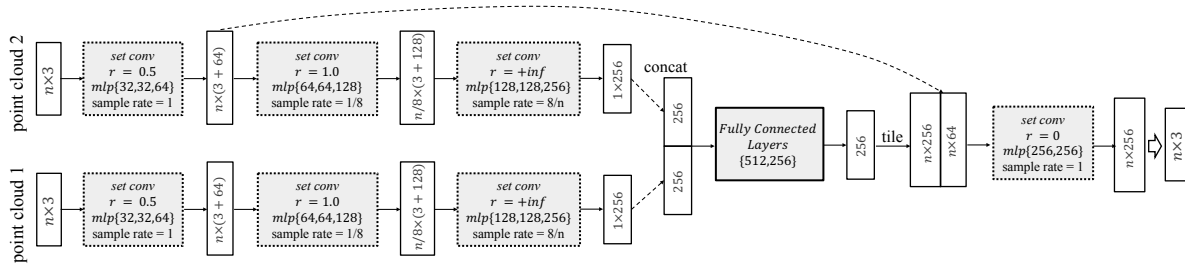 point cloud 2
n×3
set conv
r = 0.5
mlp{32,32,64}
sample rate = 1
n×(3 + 64)
set conv
r = 1.0
mlp{64,64,128}
sample rate = 1/8
n/8×(3 + 128)
set conv
r = +inf
mlp{128,128,256}
sample rate = 8/n
1×256
concat
256
256
Fully Connected
Layers
{512,256}
256
tile
n×256
n×64
set conv
r = 0
mlp{256,256}
sample rate = 1
n×256
n×3
point cloud 1
n×3
set conv
r = 0.5
mlp{32,32,64}
sample rate = 1
n×(3 + 64)
set conv
r = 1.0
mlp{64,64,128}
sample rate = 1/8
n/8×(3 + 128)
set conv
r = +inf
mlp{128,128,256}
sample rate = 8/n
1×256